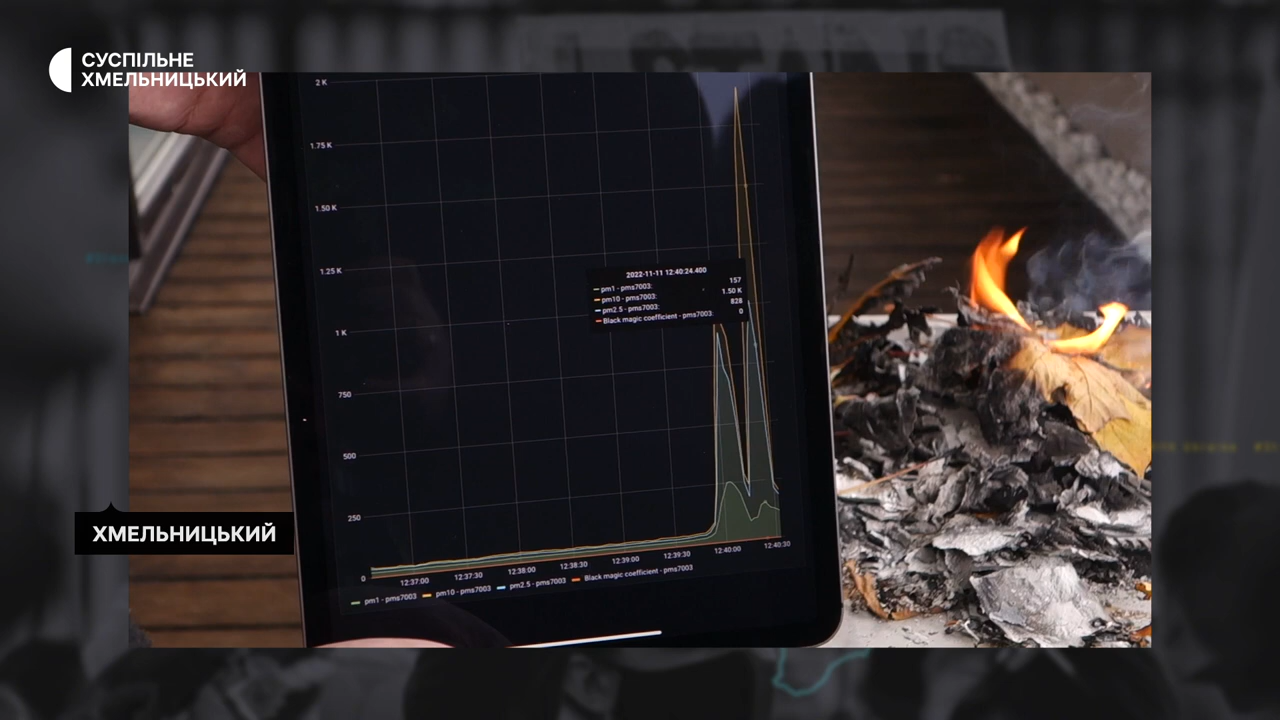 СУСПІЛЬНЕ
ХМЕЛЬНИЦЬКИЙ
2 K
1.75 K
1.50 K
1.25 K
1 K
750
500
250
0
2022-11-11 12:40:24.400
pm1 - pms7003: 157
pm10 - pms7003: 1.50 K
pm2.5 - pms7003: 828
Black magic coefficient - pms7003: 0
12:37:00 12:37:30 12:38:00 12:38:30 12:39:00 12:39:30 12:40:00 12:40:30
pm1 - pms7003 pm10 - pms7003 pm2.5 - pms7003 Black magic coefficient - pms7003
ХМЕЛЬНИЦЬКИЙ